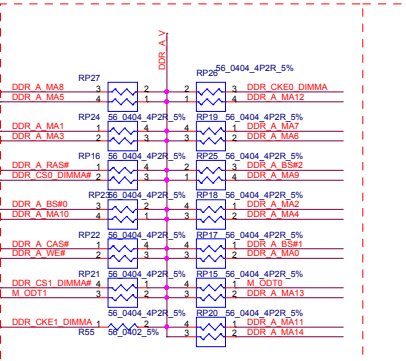 DDR_A_V
RP27
RP26 56_0404_4P2R_5%
DDR_A_MA8 3 2 2 3 DDR_CKE0_DIMMA
DDR_A_MA5 4 1 1 4 DDR_A_MA12
RP24 56_0404_4P2R_5% RP19 56_0404_4P2R_5%
DDR_A_MA1 1 4 4 1 DDR_A_MA7
DDR_A_MA3 2 3 3 2 DDR_A_MA6
RP16 56_0404_4P2R_5% RP25 56_0404_4P2R_5%
DDR_A_RAS# 1 4 4 3 DDR_A_BS#2
DDR_CS0_DIMMA# 2 3 3 4 DDR_A_MA9
RP23 56_0404_4P2R_5% RP18 56_0404_4P2R_5%
DDR_A_BS#0 3 2 4 1 DDR_A_MA2
DDR_A_MA10 4 1 3 2 DDR_A_MA4
RP22 56_0404_4P2R_5% RP17 56_0404_4P2R_5%
DDR_A_CAS# 1 4 4 1 DDR_A_BS#1
DDR_A_WE# 2 3 3 2 DDR_A_MA0
RP21 56_0404_4P2R_5% RP15 56_0404_4P2R_5%
DDR_CS1_DIMMA# 4 1 4 1 M_ODT0
M_ODT1 3 2 3 2 DDR_A_MA13
56_0404_4P2R_5% RP20 56_0404_4P2R_5%
DDR_CKE1_DIMMA 1 2 4 1 DDR_A_MA11
R55 56_0402_5% 3 2 DDR_A_MA14